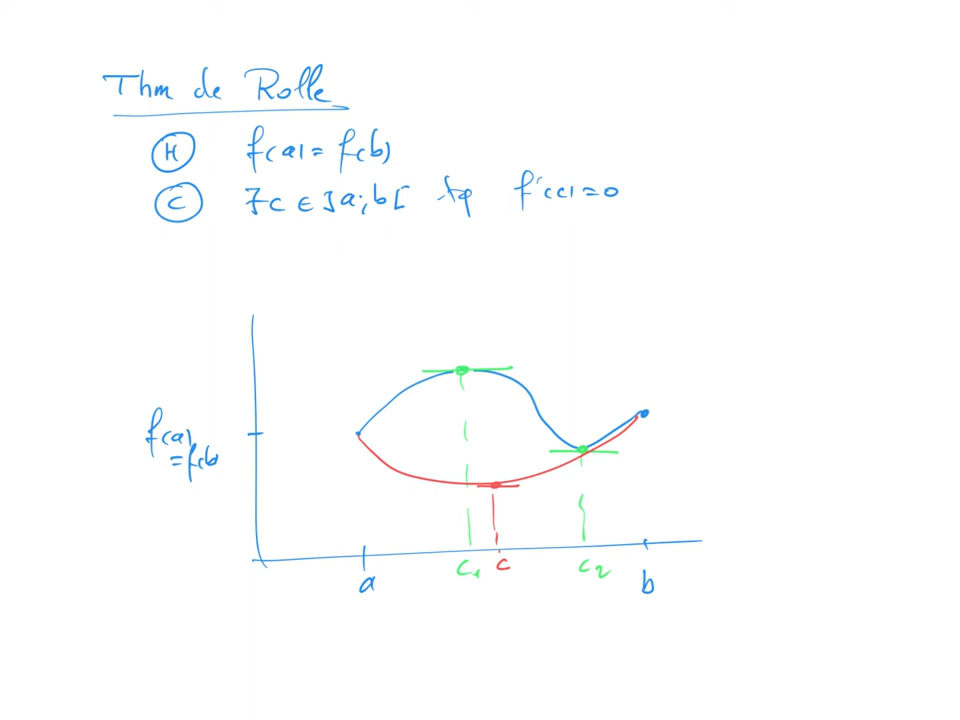 Thm de Rolle
H f(a) = f(b)
C ∃c ∈ ]a;b[ tq f'(c) = 0
f(a)
= f(b)
c₁ c c₂
a b